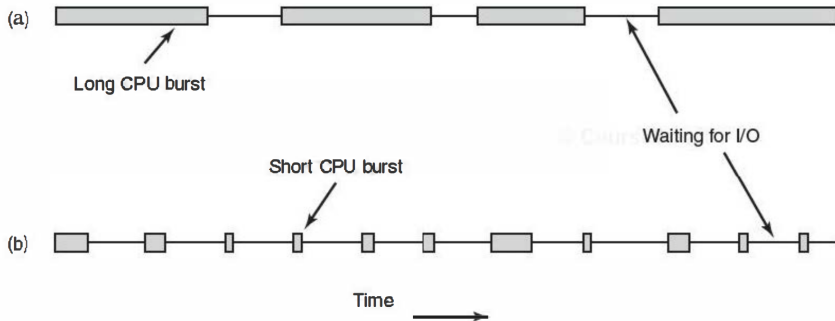 (a)
Long CPU burst
Waiting for I/O
Short CPU burst
(b)
Time